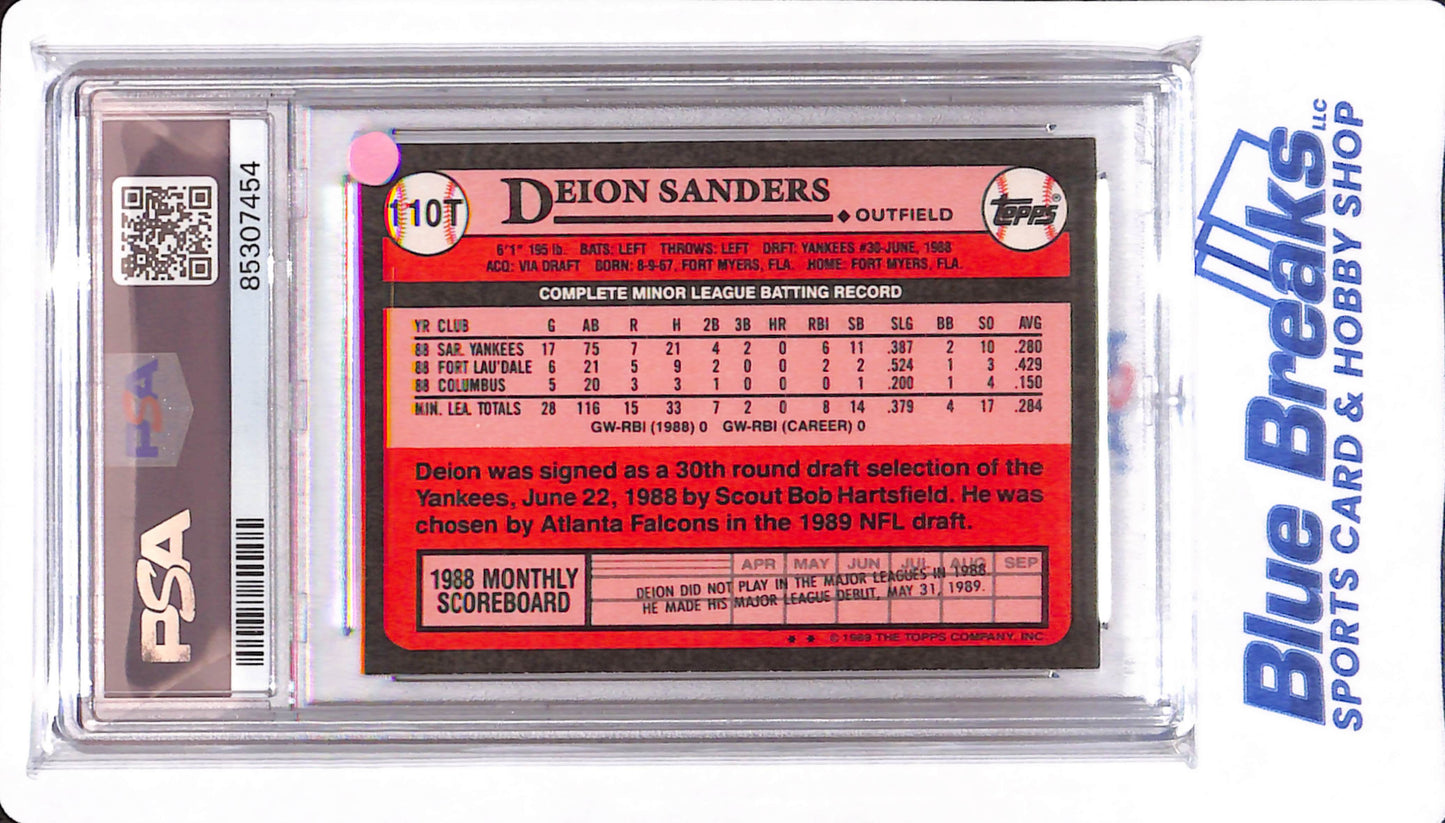 110T
DEION SANDERS
◆ OUTFIELD
TOPPS®
6'1" 195 lb. BATS: LEFT THROWS: LEFT DRFT: YANKEES #30-JUNE, 1988
ACQ: VIA DRAFT BORN: 8-9-67, FORT MYERS, FLA. HOME: FORT MYERS, FLA.
COMPLETE MINOR LEAGUE BATTING RECORD
YR CLUB G AB R H 2B 3B HR RBI SB SLG BB SO AVG
88 SAR. YANKEES 17 75 7 21 4 2 0 6 11 .387 2 10 .280
88 FORT LAU'DALE 6 21 5 9 2 0 0 2 2 .524 1 3 .429
88 COLUMBUS 5 20 3 3 1 0 0 0 1 .200 1 4 .150
MIN. LEA. TOTALS 28 116 15 33 7 2 0 8 14 .379 4 17 .284
GW-RBI (1988) 0 GW-RBI (CAREER) 0
Deion was signed as a 30th round draft selection of the
Yankees, June 22, 1988 by Scout Bob Hartsfield. He was
chosen by Atlanta Falcons in the 1989 NFL draft.
1988 MONTHLY
SCOREBOARD
APR MAY JUN JUL AUG SEP
DEION DID NOT PLAY IN THE MAJOR LEAGUES IN 1988.
HE MADE HIS MAJOR LEAGUE DEBUT, MAY 31, 1989.
* * © 1989 THE TOPPS COMPANY, INC
85307454
PSA
PSA
Blue Breaks LLC
SPORTS CARD & HOBBY SHOP